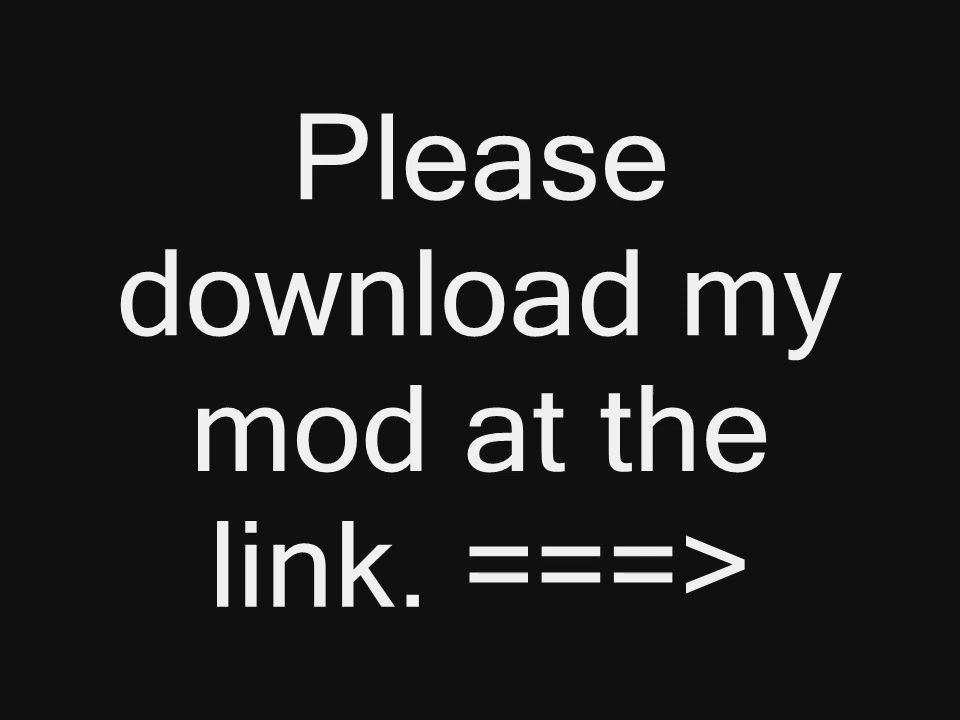 Please
download my
mod at the
link. ===>